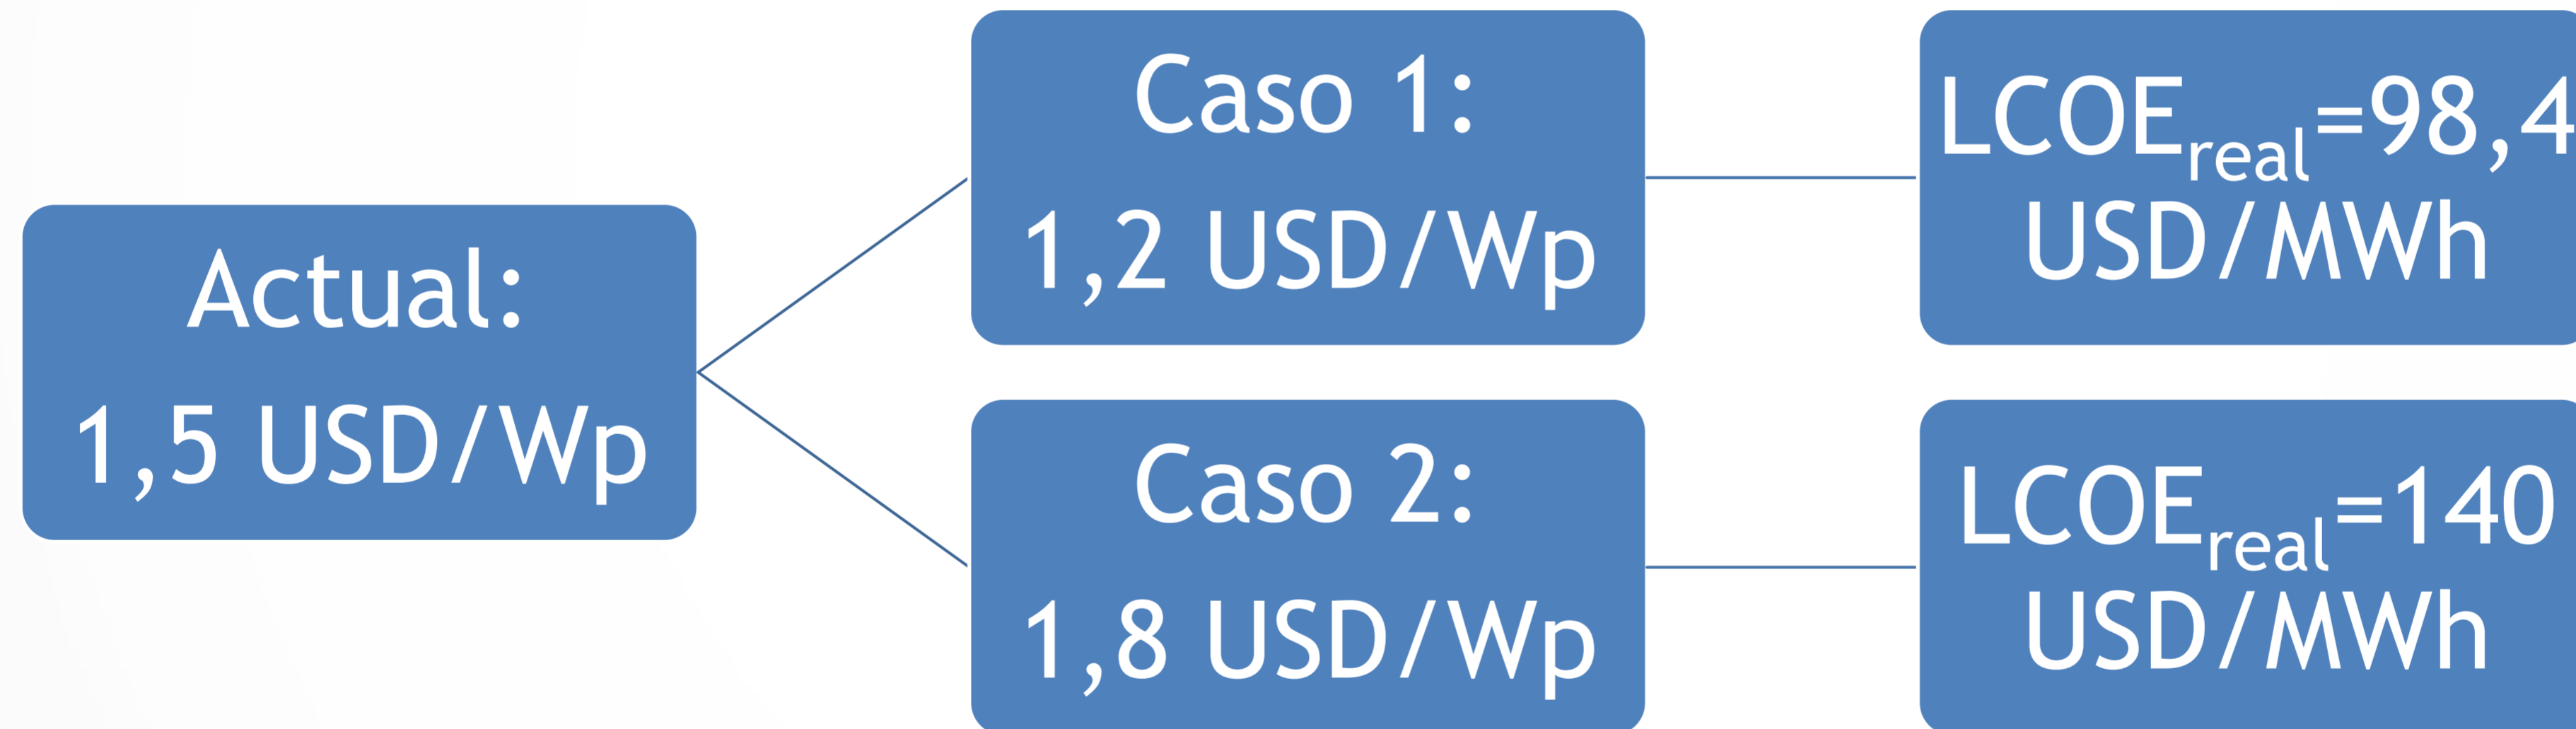 Actual:
1,5 USD/Wp
Caso 1:
1,2 USD/Wp
LCOEreal=98,4
USD/MWh
Caso 2:
1,8 USD/Wp
LCOEreal=140
USD/MWh